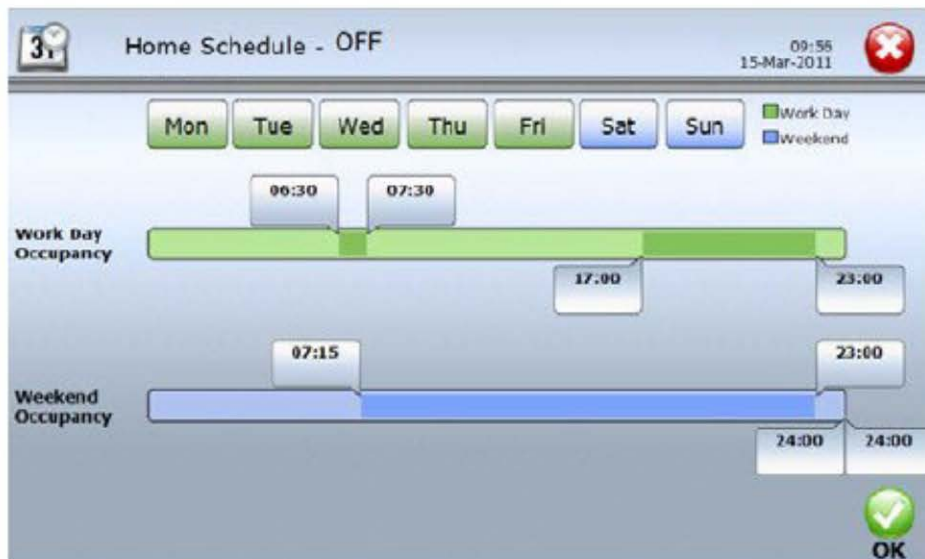 31
Home Schedule - OFF
09:56
15-Mar-2011
Mon Tue Wed Thu Fri Sat Sun
Work Day
Weekend
06:30 07:30
Work Day
Occupancy
17:00 23:00
07:15 23:00
Weekend
Occupancy
24:00 24:00
OK